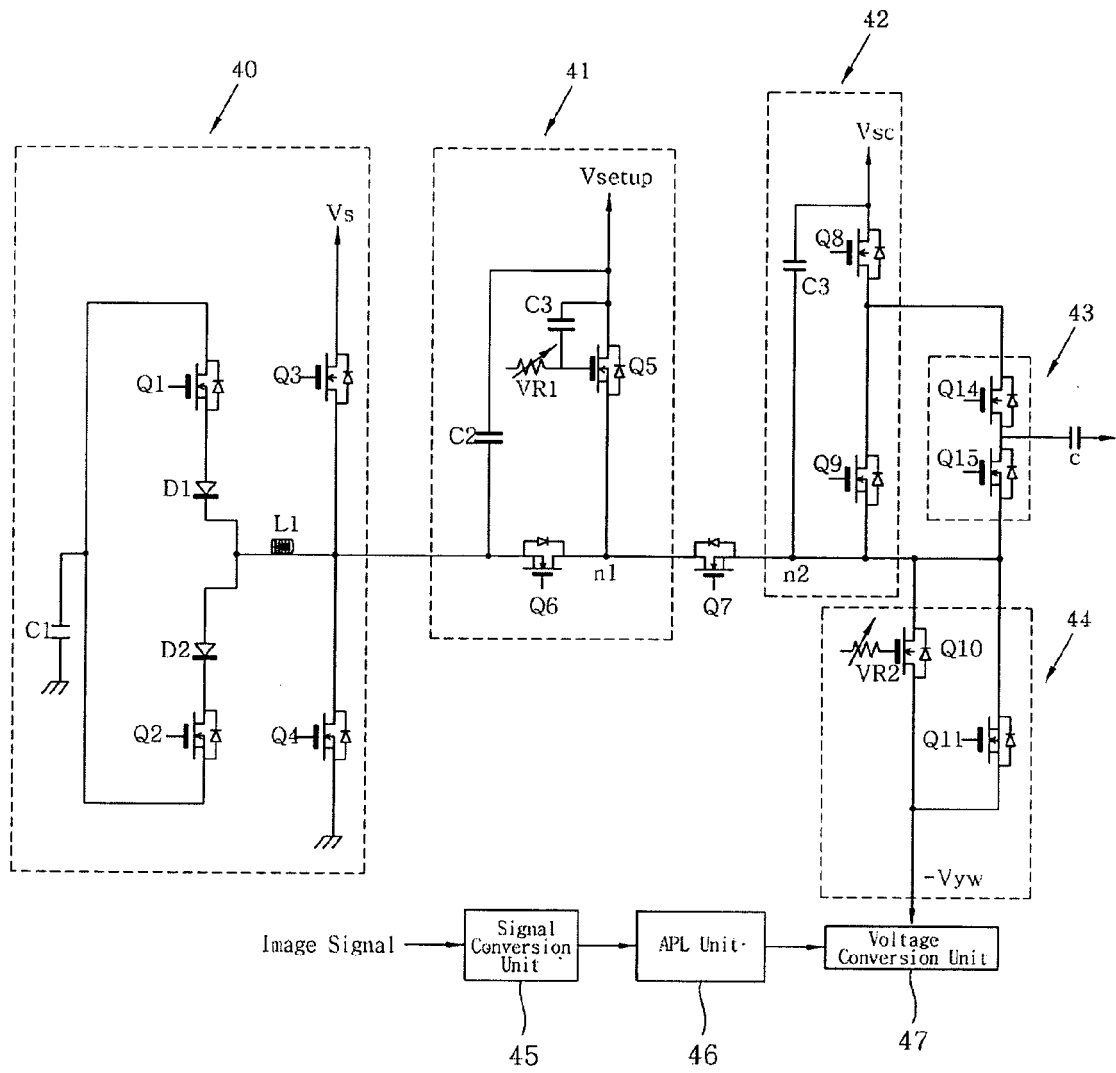 40
41
42
Vs
Vsetup
Vsc
Q8
C3
C3
43
Q1
Q3
VR1
Q5
Q14
C2
Q9
Q15
c
D1
L1
n1
n2
Q6
Q7
C1
D2
VR2
Q10
44
Q2
Q4
Q11
-Vyw
Image Signal
Signal
Conversion
Unit
APL Unit
Voltage
Conversion Unit
45
46
47